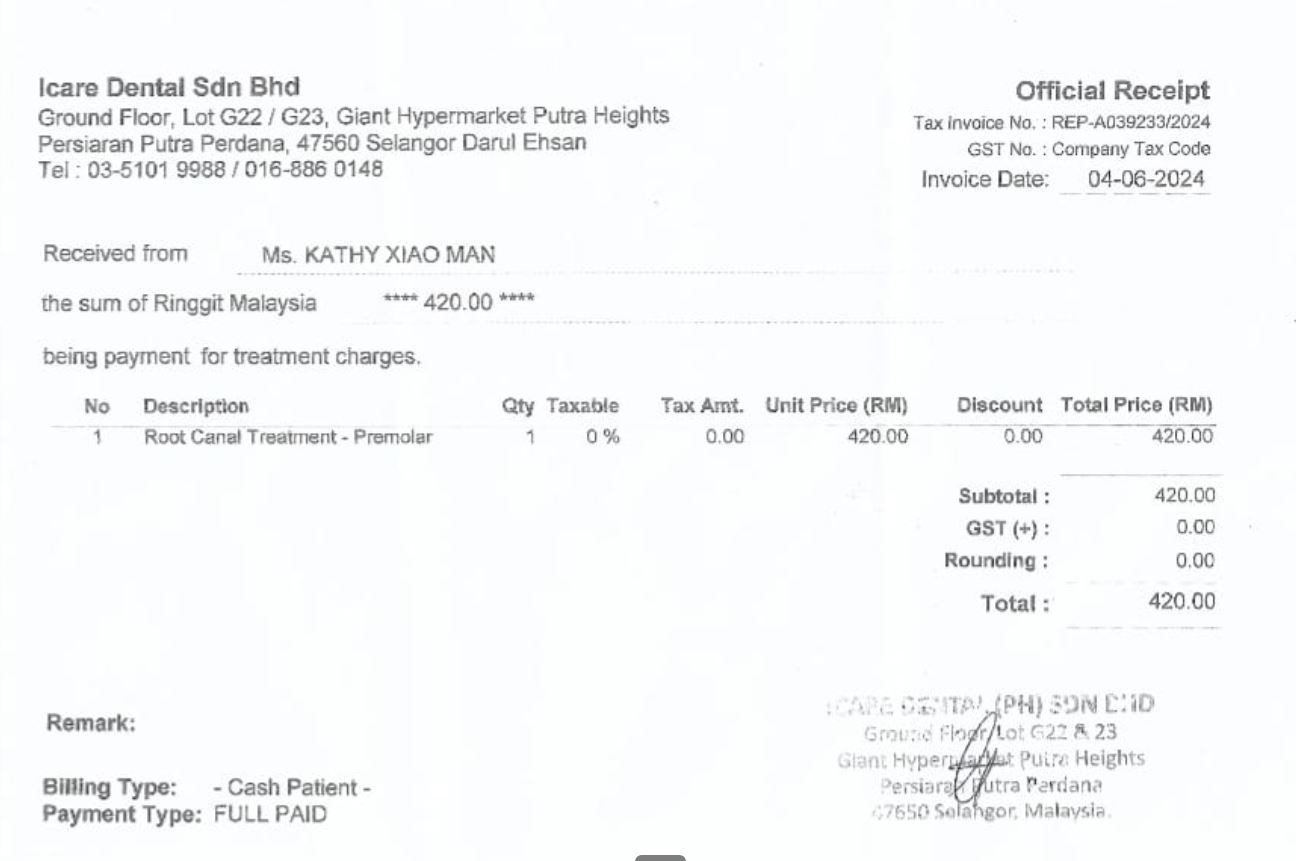 Icare Dental Sdn Bhd
Ground Floor, Lot G22 / G23, Giant Hypermarket Putra Heights
Persiaran Putra Perdana, 47560 Selangor Darul Ehsan
Tel : 03-5101 9988 / 016-886 0148
Official Receipt
Tax Invoice No. : REP-A039233/2024
GST No. : Company Tax Code
Invoice Date: 04-06-2024
Received from Ms. KATHY XIAO MAN
the sum of Ringgit Malaysia **** 420.00 ****
being payment for treatment charges.
No Description Qty Taxable Tax Amt. Unit Price (RM) Discount Total Price (RM)
1 Root Canal Treatment - Premolar 1 0 % 0.00 420.00 0.00 420.00
Subtotal : 420.00
GST (+) : 0.00
Rounding : 0.00
Total : 420.00
Remark:
Billing Type: - Cash Patient -
Payment Type: FULL PAID
ICARE DENTAL (PH) SDN BHD
Ground Floor, Lot G22 & 23
Giant Hypermarket Putra Heights
Persiaran Putra Perdana
47650 Selangor, Malaysia.